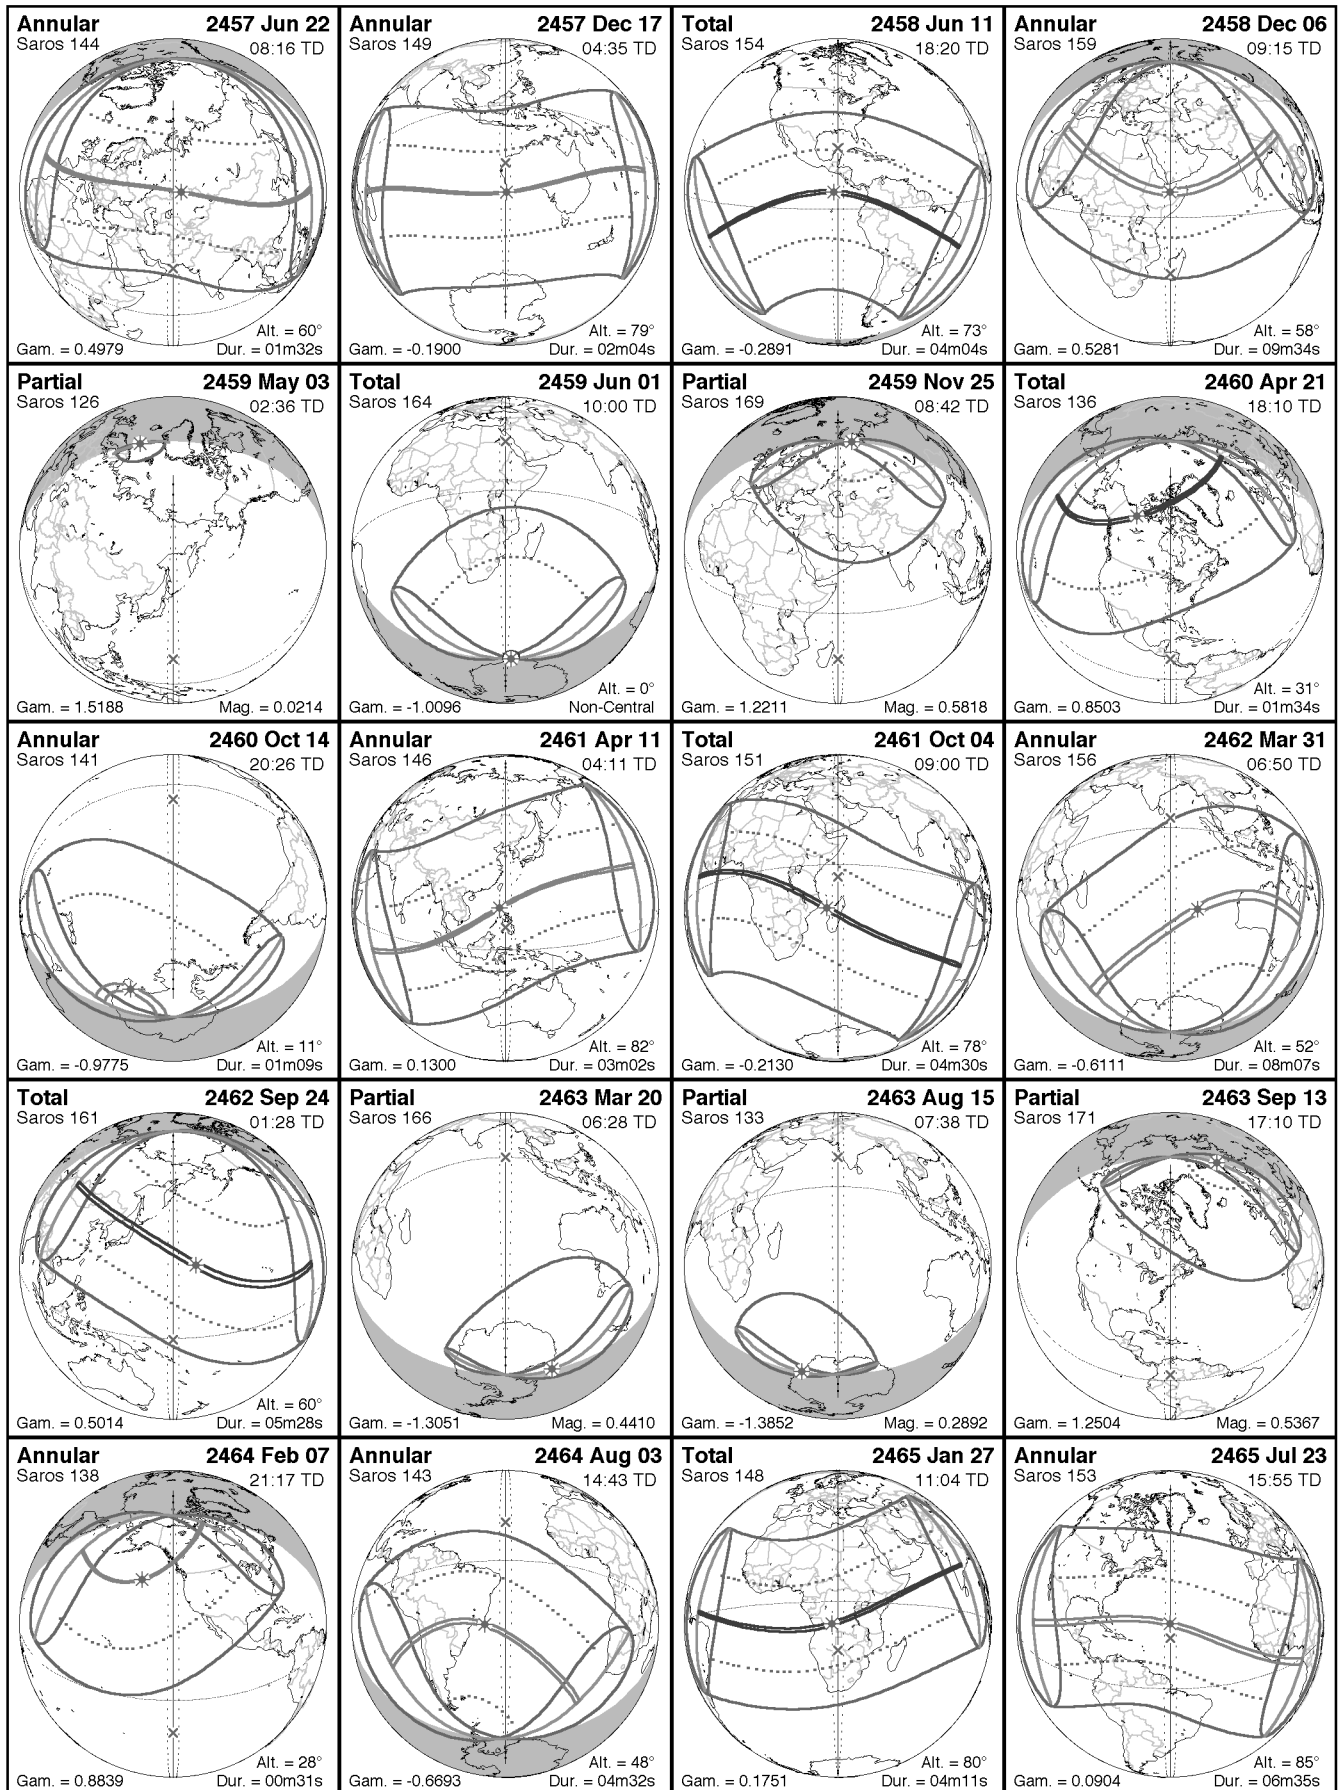 Annular 2457 Jun 22
Saros 144 08:16 TD
Alt. = 60°
Gam. = 0.4979 Dur. = 01m32s
Annular 2457 Dec 17
Saros 149 04:35 TD
Alt. = 79°
Gam. = -0.1900 Dur. = 02m04s
Total 2458 Jun 11
Saros 154 18:20 TD
Alt. = 73°
Gam. = -0.2891 Dur. = 04m04s
Annular 2458 Dec 06
Saros 159 09:15 TD
Alt. = 58°
Gam. = 0.5281 Dur. = 09m34s
Partial 2459 May 03
Saros 126 02:36 TD
Gam. = 1.5188 Mag. = 0.0214
Total 2459 Jun 01
Saros 164 10:00 TD
Alt. = 0°
Gam. = -1.0096 Non-Central
Partial 2459 Nov 25
Saros 169 08:42 TD
Gam. = 1.2211 Mag. = 0.5818
Total 2460 Apr 21
Saros 136 18:10 TD
Alt. = 31°
Gam. = 0.8503 Dur. = 01m34s
Annular 2460 Oct 14
Saros 141 20:26 TD
Alt. = 11°
Gam. = -0.9775 Dur. = 01m09s
Annular 2461 Apr 11
Saros 146 04:11 TD
Alt. = 82°
Gam. = 0.1300 Dur. = 03m02s
Total 2461 Oct 04
Saros 151 09:00 TD
Alt. = 78°
Gam. = -0.2130 Dur. = 04m30s
Annular 2462 Mar 31
Saros 156 06:50 TD
Alt. = 52°
Gam. = -0.6111 Dur. = 08m07s
Total 2462 Sep 24
Saros 161 01:28 TD
Alt. = 60°
Gam. = 0.5014 Dur. = 05m28s
Partial 2463 Mar 20
Saros 166 06:28 TD
Gam. = -1.3051 Mag. = 0.4410
Partial 2463 Aug 15
Saros 133 07:38 TD
Gam. = -1.3852 Mag. = 0.2892
Partial 2463 Sep 13
Saros 171 17:10 TD
Gam. = 1.2504 Mag. = 0.5367
Annular 2464 Feb 07
Saros 138 21:17 TD
Alt. = 28°
Gam. = 0.8839 Dur. = 00m31s
Annular 2464 Aug 03
Saros 143 14:43 TD
Alt. = 48°
Gam. = -0.6693 Dur. = 04m32s
Total 2465 Jan 27
Saros 148 11:04 TD
Alt. = 80°
Gam. = 0.1751 Dur. = 04m11s
Annular 2465 Jul 23
Saros 153 15:55 TD
Alt. = 85°
Gam. = 0.0904 Dur. = 06m35s